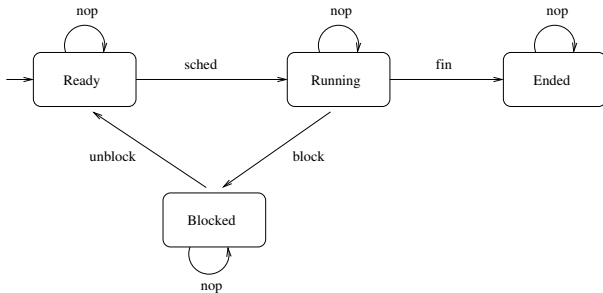 nop
nop
nop
sched
fin
Ready
Running
Ended
unblock
block
Blocked
nop